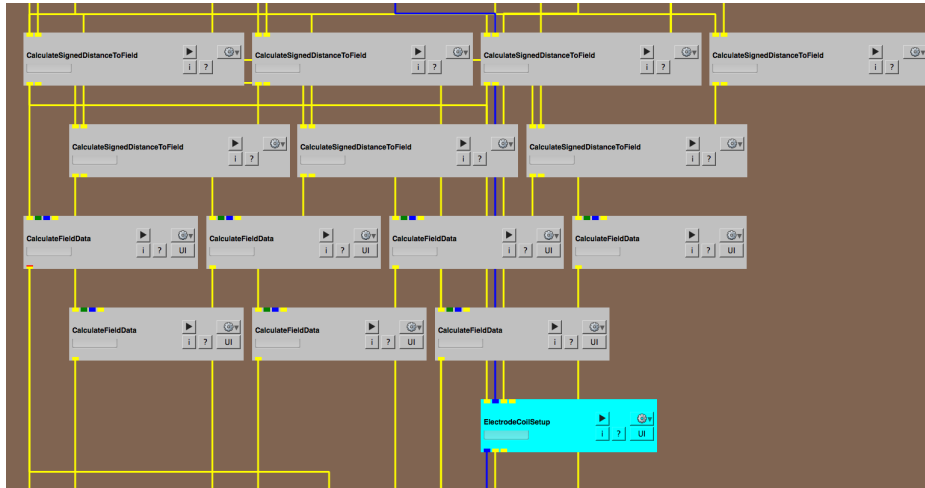 CalculateSignedDistanceToField
i ?
CalculateSignedDistanceToField
i ?
CalculateSignedDistanceToField
i ?
CalculateSignedDistanceToField
i ?
CalculateSignedDistanceToField
i ?
CalculateSignedDistanceToField
i ?
CalculateSignedDistanceToField
i ?
CalculateFieldData
i ? UI
CalculateFieldData
i ? UI
CalculateFieldData
i ? UI
CalculateFieldData
i ? UI
CalculateFieldData
i ? UI
CalculateFieldData
i ? UI
CalculateFieldData
i ? UI
ElectrodeCoilSetup
i ? UI